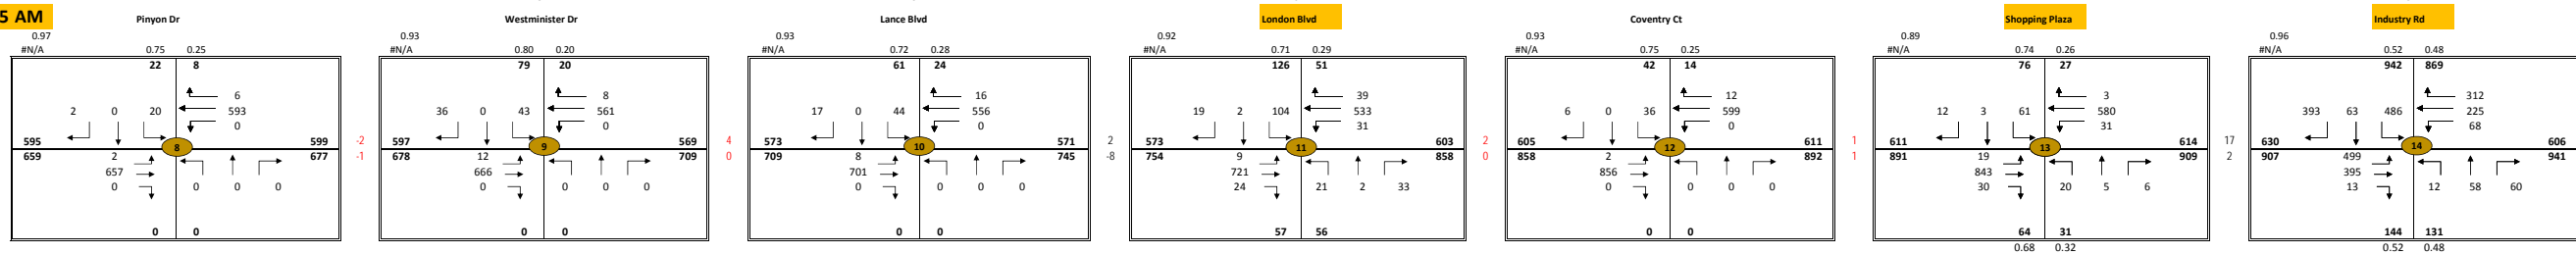 5 AM
Pinyon Dr Westminister Dr Lance Blvd London Blvd Coventry Ct Shopping Plaza Industry Rd
0.97 0.93 0.93 0.92 0.93 0.89 0.96
#N/A 0.75 0.25 #N/A 0.80 0.20 #N/A 0.72 0.28 #N/A 0.71 0.29 #N/A 0.75 0.25 #N/A 0.74 0.26 #N/A 0.52 0.48
22 8 79 20 61 24 126 51 42 14 76 27 942 869
6 8 16 39 12 3 312
2 0 20 593 36 0 43 561 17 0 44 556 19 2 104 533 6 0 36 599 12 3 61 580 393 63 486 225
0 0 0 31 0 31 68
595 599 -2 597 569 4 573 571 2 573 603 2 605 611 1 611 614 17 630 606
8 9 10 11 12 13 14
659 2 677 -1 678 12 709 0 709 8 745 -8 754 9 858 0 858 2 892 1 891 19 909 2 907 499 941
657 666 701 721 856 843 395
0 0 0 0 0 0 0 0 0 0 0 0 24 21 2 33 0 0 0 0 30 20 5 6 13 12 58 60
0 0 0 0 0 0 57 56 0 0 64 31 144 131
0.68 0.32 0.52 0.48